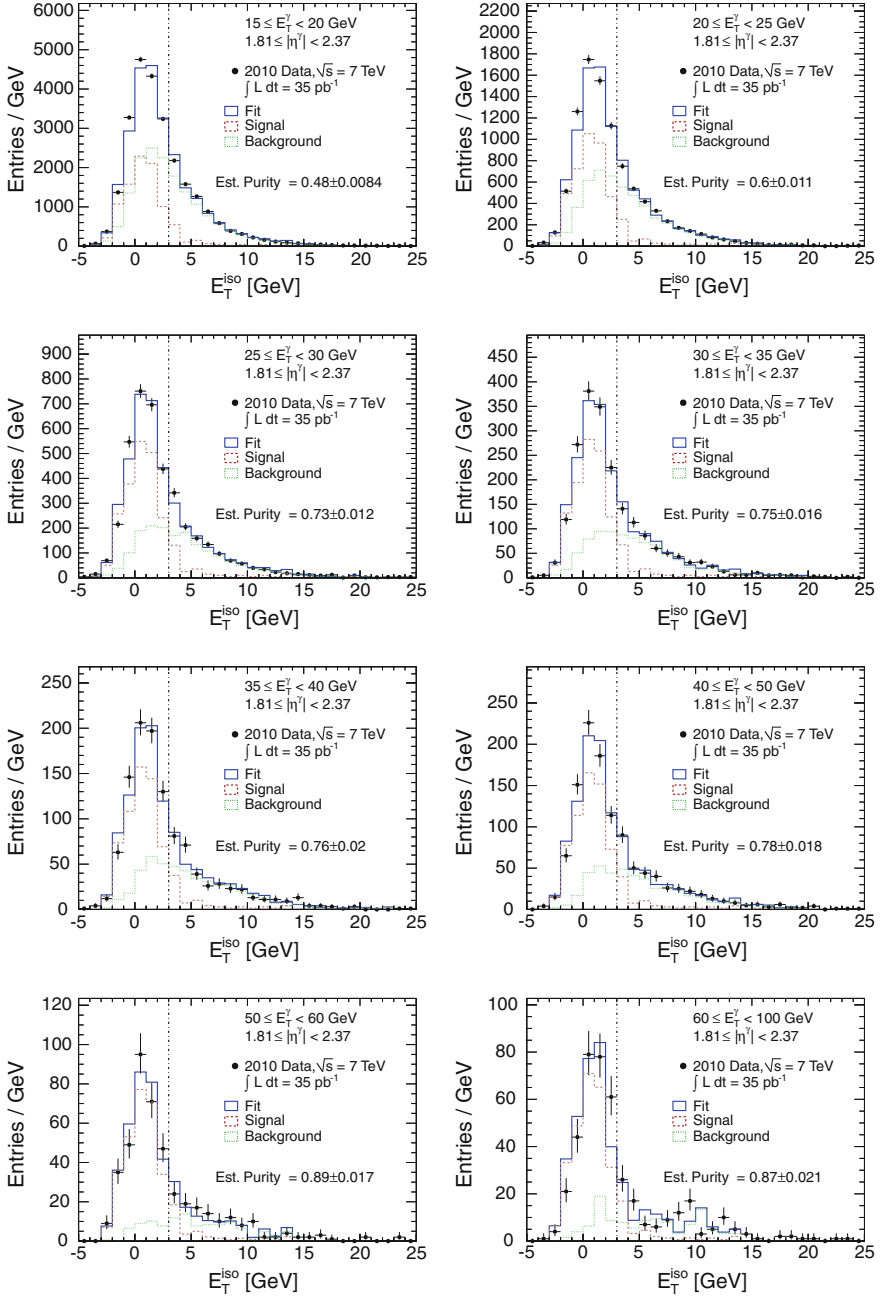 15 ≤ E_T^γ < 20 GeV
1.81≤ |η^γ| < 2.37
2010 Data,√s = 7 TeV
∫ L dt = 35 pb⁻¹
Fit
Signal
Background
Est. Purity = 0.48±0.0084
Entries / GeV
6000
5000
4000
3000
2000
1000
0
-5 0 5 10 15 20 25
E_T^iso [GeV]
20 ≤ E_T^γ < 25 GeV
1.81≤ |η^γ| < 2.37
2010 Data,√s = 7 TeV
∫ L dt = 35 pb⁻¹
Fit
Signal
Background
Est. Purity = 0.6±0.011
Entries / GeV
2200
2000
1800
1600
1400
1200
1000
800
600
400
200
0
-5 0 5 10 15 20 25
E_T^iso [GeV]
25 ≤ E_T^γ < 30 GeV
1.81≤ |η^γ| < 2.37
2010 Data,√s = 7 TeV
∫ L dt = 35 pb⁻¹
Fit
Signal
Background
Est. Purity = 0.73±0.012
Entries / GeV
900
800
700
600
500
400
300
200
100
0
-5 0 5 10 15 20 25
E_T^iso [GeV]
30 ≤ E_T^γ < 35 GeV
1.81≤ |η^γ| < 2.37
2010 Data,√s = 7 TeV
∫ L dt = 35 pb⁻¹
Fit
Signal
Background
Est. Purity = 0.75±0.016
Entries / GeV
450
400
350
300
250
200
150
100
50
0
-5 0 5 10 15 20 25
E_T^iso [GeV]
35 ≤ E_T^γ < 40 GeV
1.81≤ |η^γ| < 2.37
2010 Data,√s = 7 TeV
∫ L dt = 35 pb⁻¹
Fit
Signal
Background
Est. Purity = 0.76±0.02
Entries / GeV
250
200
150
100
50
0
-5 0 5 10 15 20 25
E_T^iso [GeV]
40 ≤ E_T^γ < 50 GeV
1.81≤ |η^γ| < 2.37
2010 Data,√s = 7 TeV
∫ L dt = 35 pb⁻¹
Fit
Signal
Background
Est. Purity = 0.78±0.018
Entries / GeV
250
200
150
100
50
0
-5 0 5 10 15 20 25
E_T^iso [GeV]
50 ≤ E_T^γ < 60 GeV
1.81≤ |η^γ| < 2.37
2010 Data,√s = 7 TeV
∫ L dt = 35 pb⁻¹
Fit
Signal
Background
Est. Purity = 0.89±0.017
Entries / GeV
120
100
80
60
40
20
0
-5 0 5 10 15 20 25
E_T^iso [GeV]
60 ≤ E_T^γ < 100 GeV
1.81≤ |η^γ| < 2.37
2010 Data,√s = 7 TeV
∫ L dt = 35 pb⁻¹
Fit
Signal
Background
Est. Purity = 0.87±0.021
Entries / GeV
100
80
60
40
20
0
-5 0 5 10 15 20 25
E_T^iso [GeV]